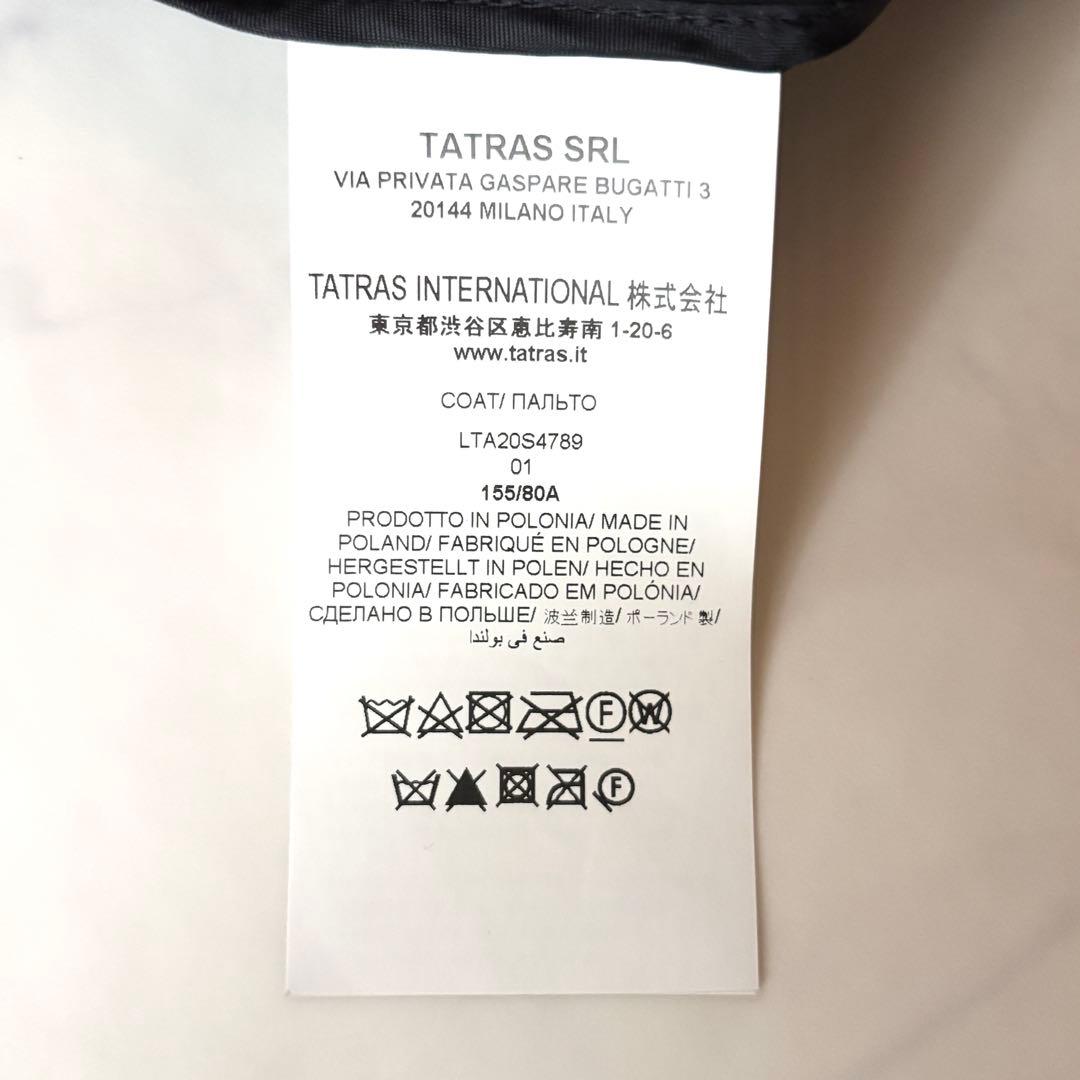 TATRAS SRL
VIA PRIVATA GASPARE BUGATTI 3
20144 MILANO ITALY
TATRAS INTERNATIONAL 株式会社
東京都渋谷区恵比寿南 1-20-6
www.tatras.it
COAT/ ПАЛЬТО
LTA20S4789
01
155/80A
PRODOTTO IN POLONIA/ MADE IN
POLAND/ FABRIQUÉ EN POLOGNE/
HERGESTELLT IN POLEN/ HECHO EN
POLONIA/ FABRICADO EM POLÓNIA/
СДЕЛАНО В ПОЛЬШЕ/ 波兰制造/ ポーランド製/
صنع في بولندا
F W
F